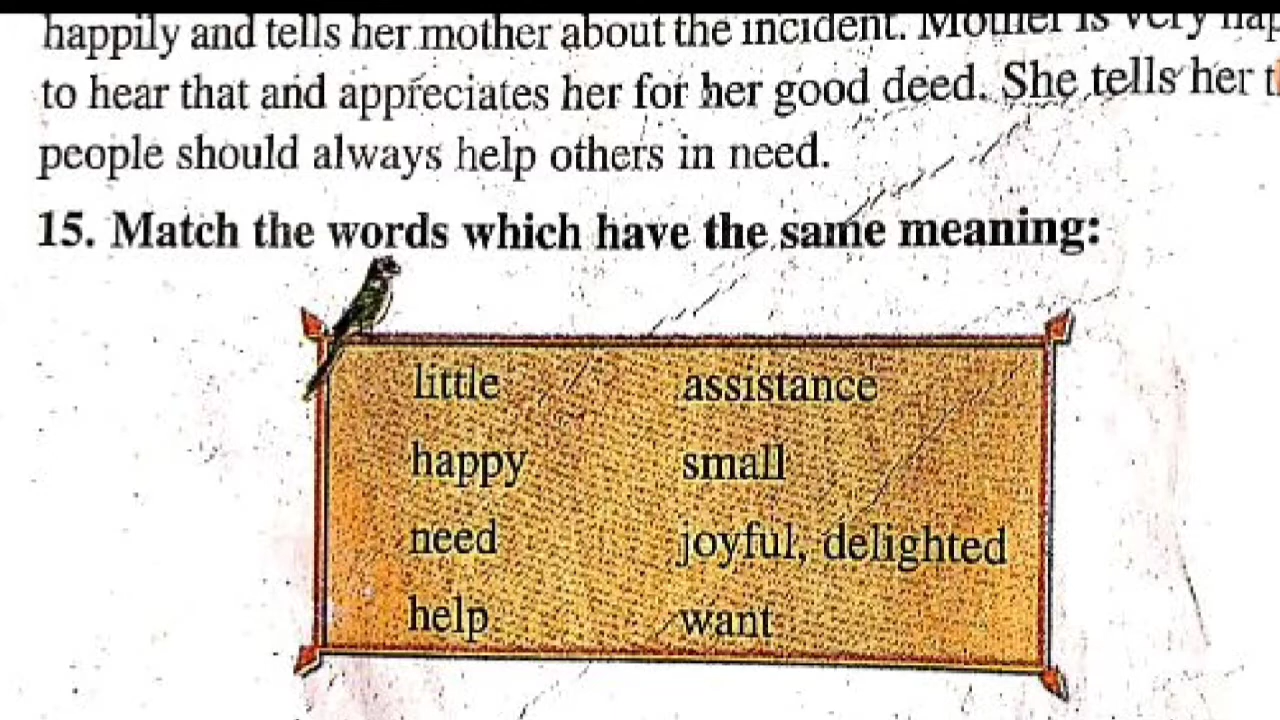 happily and tells her mother about the incident. Mother is very
to hear that and appreciates her for her good deed. She tells her
people should always help others in need.
15. Match the words which have the same meaning:
little assistance
happy small
need joyful, delighted
help want